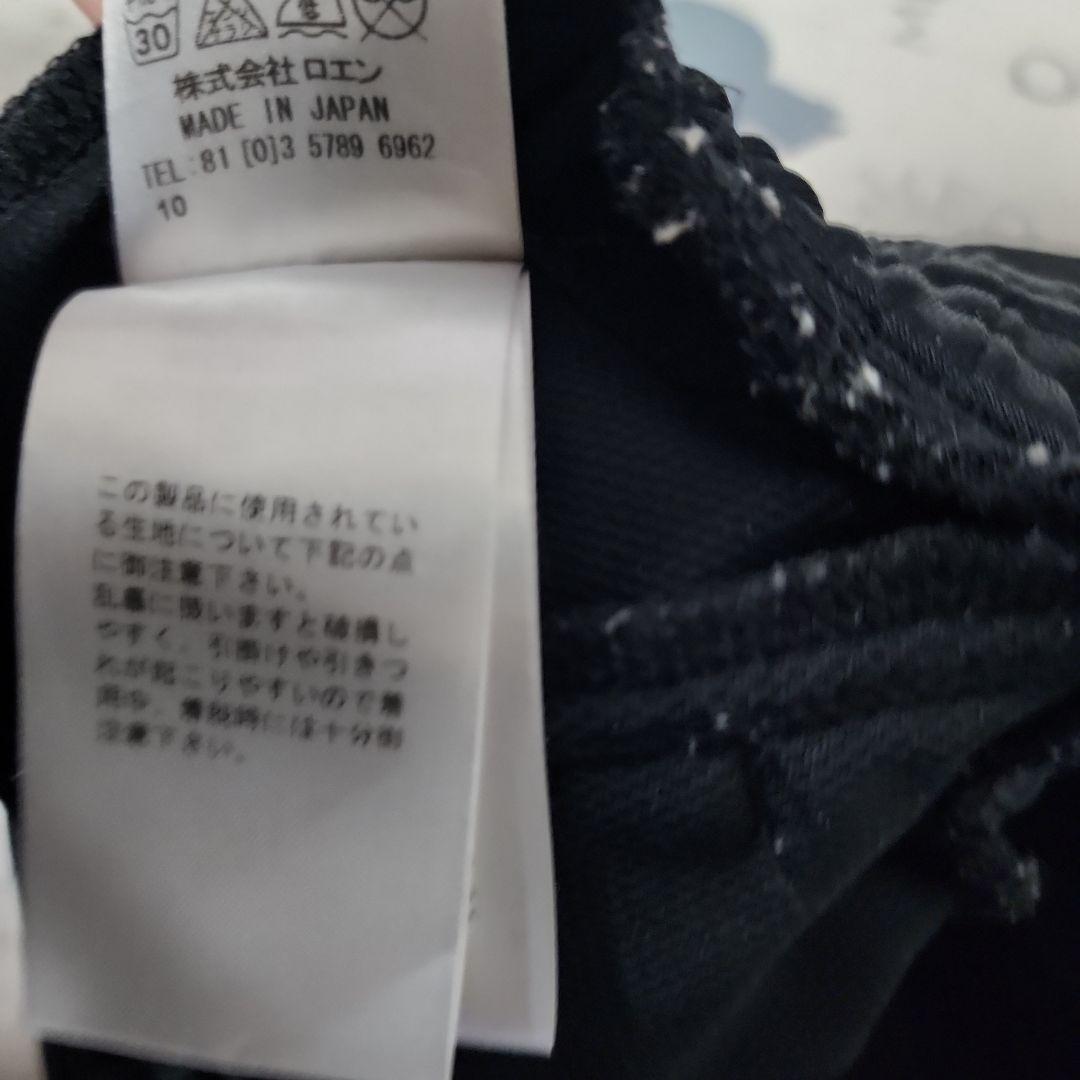 30
低
株式会社 ロエン
MADE IN JAPAN
TEL:81 [0]3 5789 6962
10
この製品に使用されてい
る生地について下記の点
に御注意下さい。
乱暴に扱いますと破損し
やすく、引掛けや引きつ
れが起こりやすいので着
用中、着脱時には十分御
注意下さい。